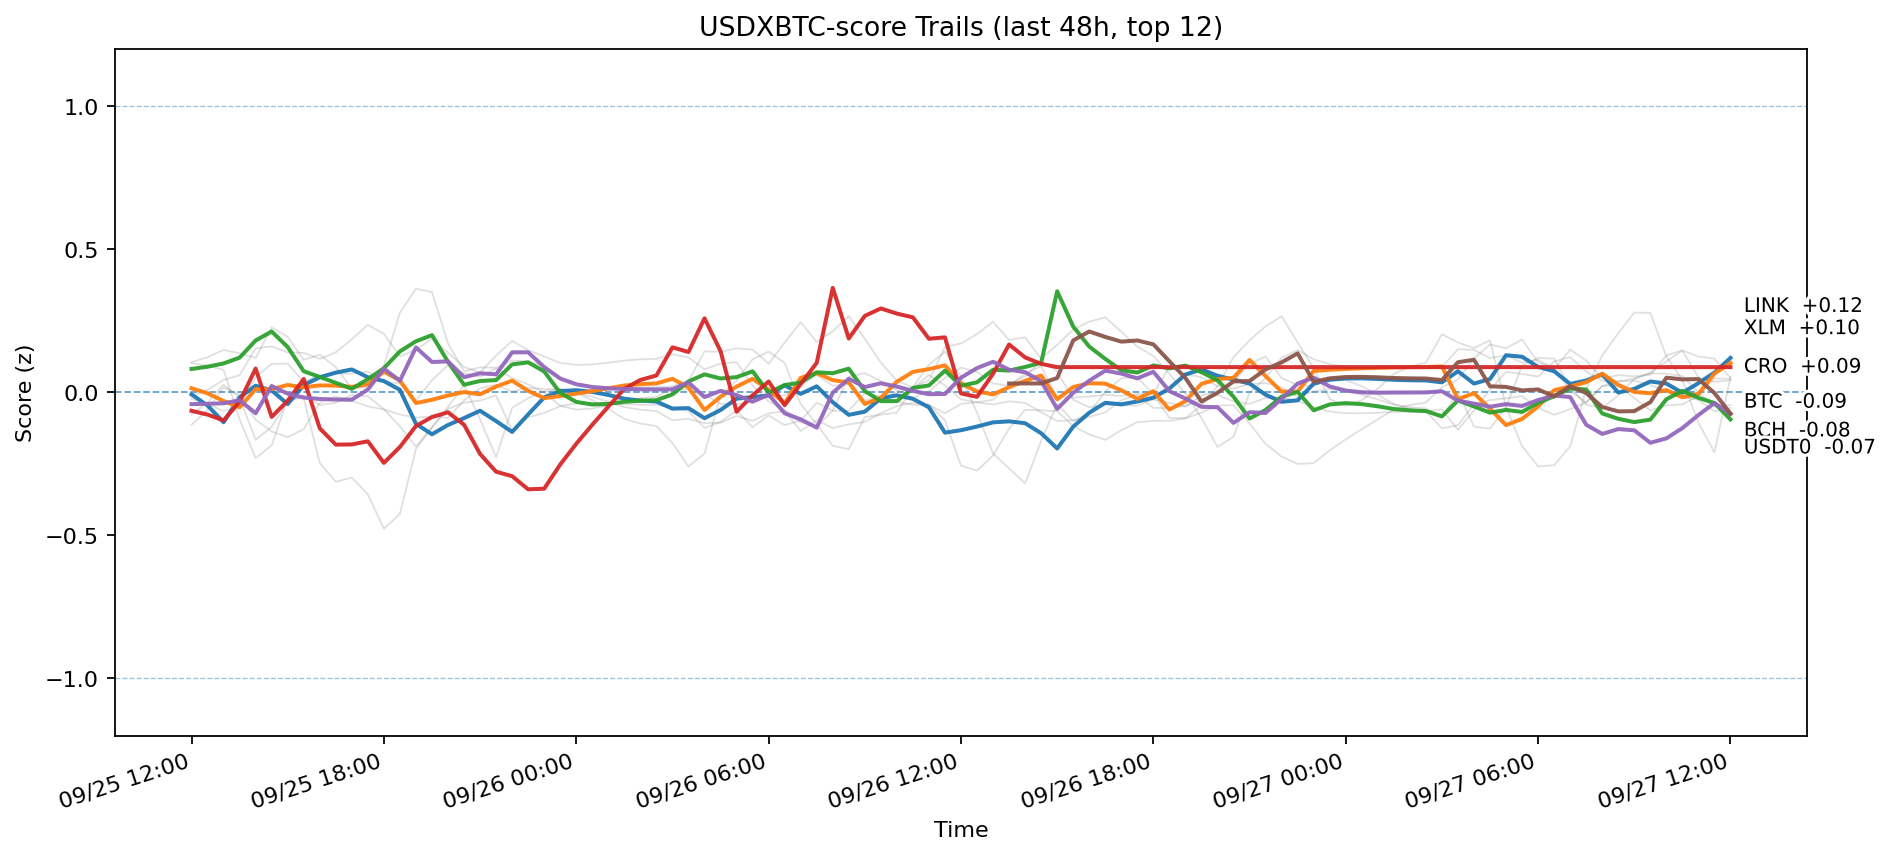 USDXBTC-score Trails (last 48h, top 12)
Score (z)
1.0
0.5
0.0
−0.5
−1.0
LINK +0.12
XLM +0.10
CRO +0.09
BTC -0.09
BCH -0.08
USDT0 -0.07
09/25 12:00
09/25 18:00
09/26 00:00
09/26 06:00
09/26 12:00
09/26 18:00
09/27 00:00
09/27 06:00
09/27 12:00
Time